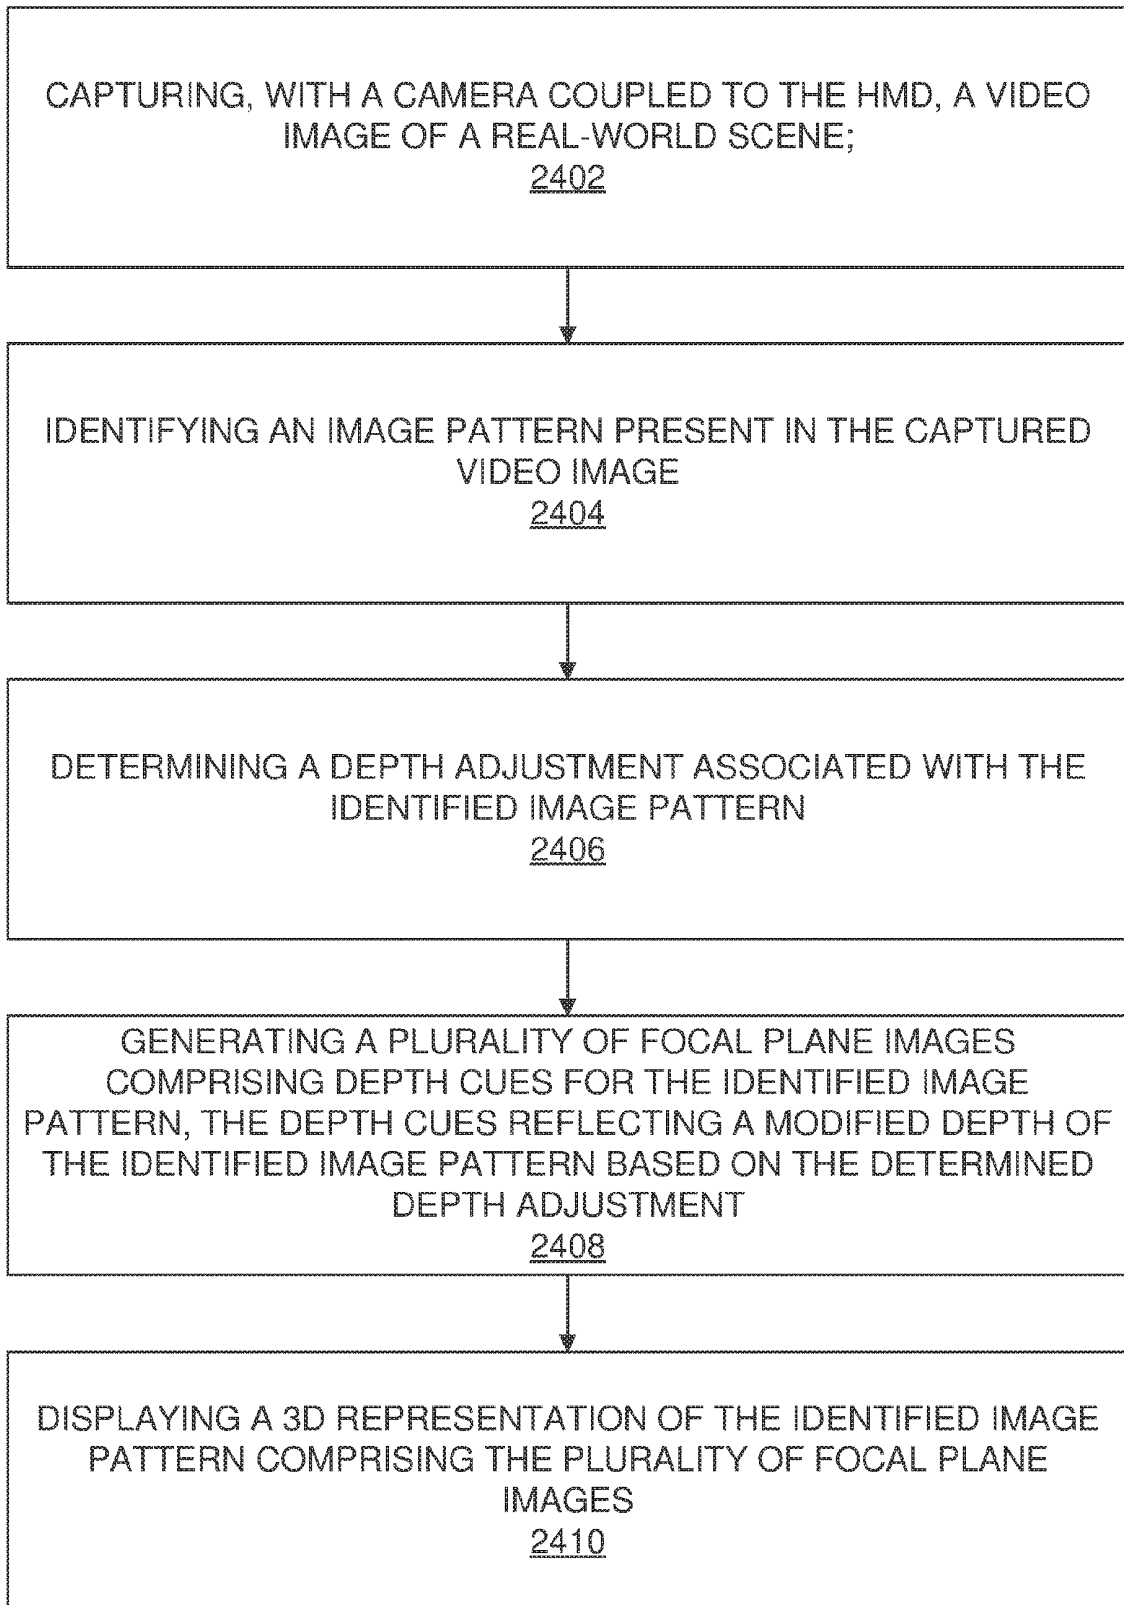 CAPTURING, WITH A CAMERA COUPLED TO THE HMD, A VIDEO
IMAGE OF A REAL-WORLD SCENE;
2402
IDENTIFYING AN IMAGE PATTERN PRESENT IN THE CAPTURED
VIDEO IMAGE
2404
DETERMINING A DEPTH ADJUSTMENT ASSOCIATED WITH THE
IDENTIFIED IMAGE PATTERN
2406
GENERATING A PLURALITY OF FOCAL PLANE IMAGES
COMPRISING DEPTH CUES FOR THE IDENTIFIED IMAGE
PATTERN, THE DEPTH CUES REFLECTING A MODIFIED DEPTH OF
THE IDENTIFIED IMAGE PATTERN BASED ON THE DETERMINED
DEPTH ADJUSTMENT
2408
DISPLAYING A 3D REPRESENTATION OF THE IDENTIFIED IMAGE
PATTERN COMPRISING THE PLURALITY OF FOCAL PLANE
IMAGES
2410